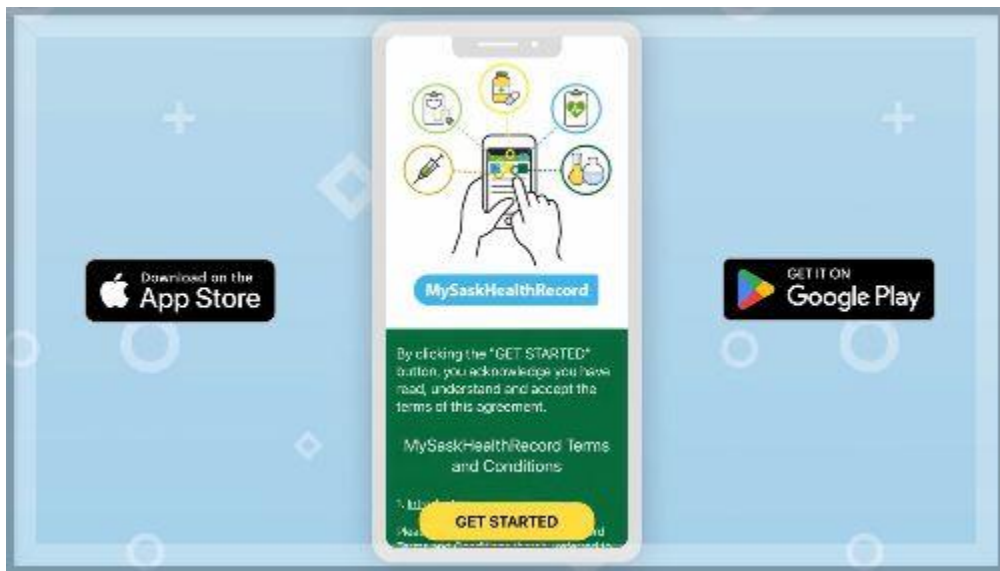 Download on the
App Store
MySaskHealthRecord
By clicking the "GET STARTED"
button, you acknowledge you have
read, understand and accept the
terms of this agreement.
MySaskHealthRecord Terms
and Conditions
1.
GET STARTED
GET IT ON
Google Play